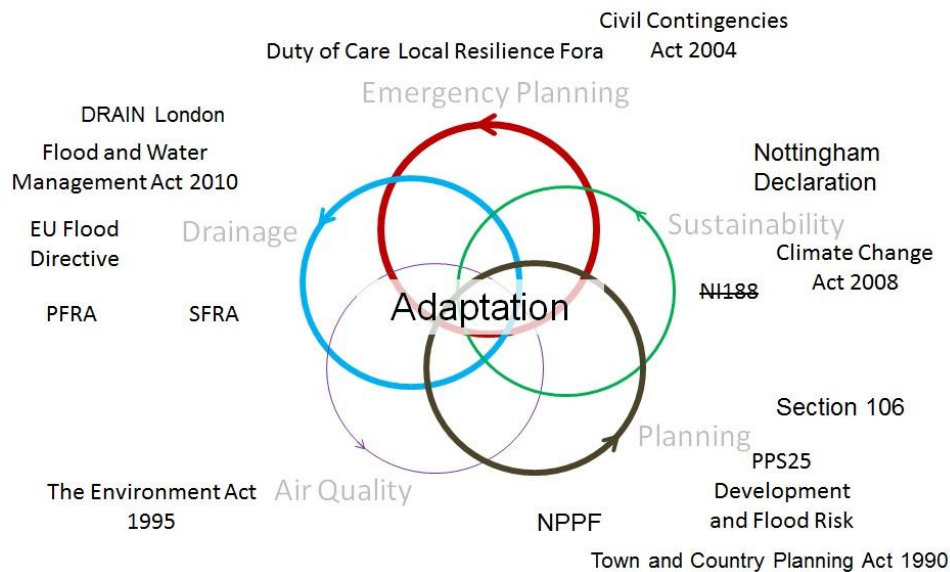 Civil Contingencies
Act 2004
Duty of Care Local Resilience Fora
Emergency Planning
DRAIN London
Flood and Water
Management Act 2010
Nottingham
Declaration
EU Flood
Directive
Drainage
Sustainability
Climate Change
Act 2008
NI188
PFRA
SFRA
Adaptation
Section 106
Planning
PPS25
Development
and Flood Risk
The Environment Act
1995
Air Quality
NPPF
Town and Country Planning Act 1990